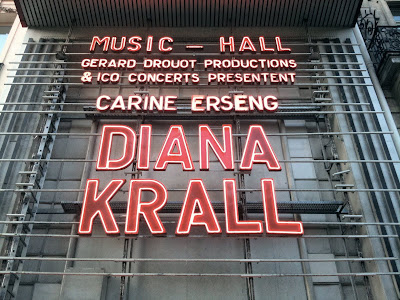 MUSIC - HALL
GERARD DROUOT PRODUCTIONS
& ICO CONCERTS PRESENTENT
CARINE ERSENG
DIANA
KRALL